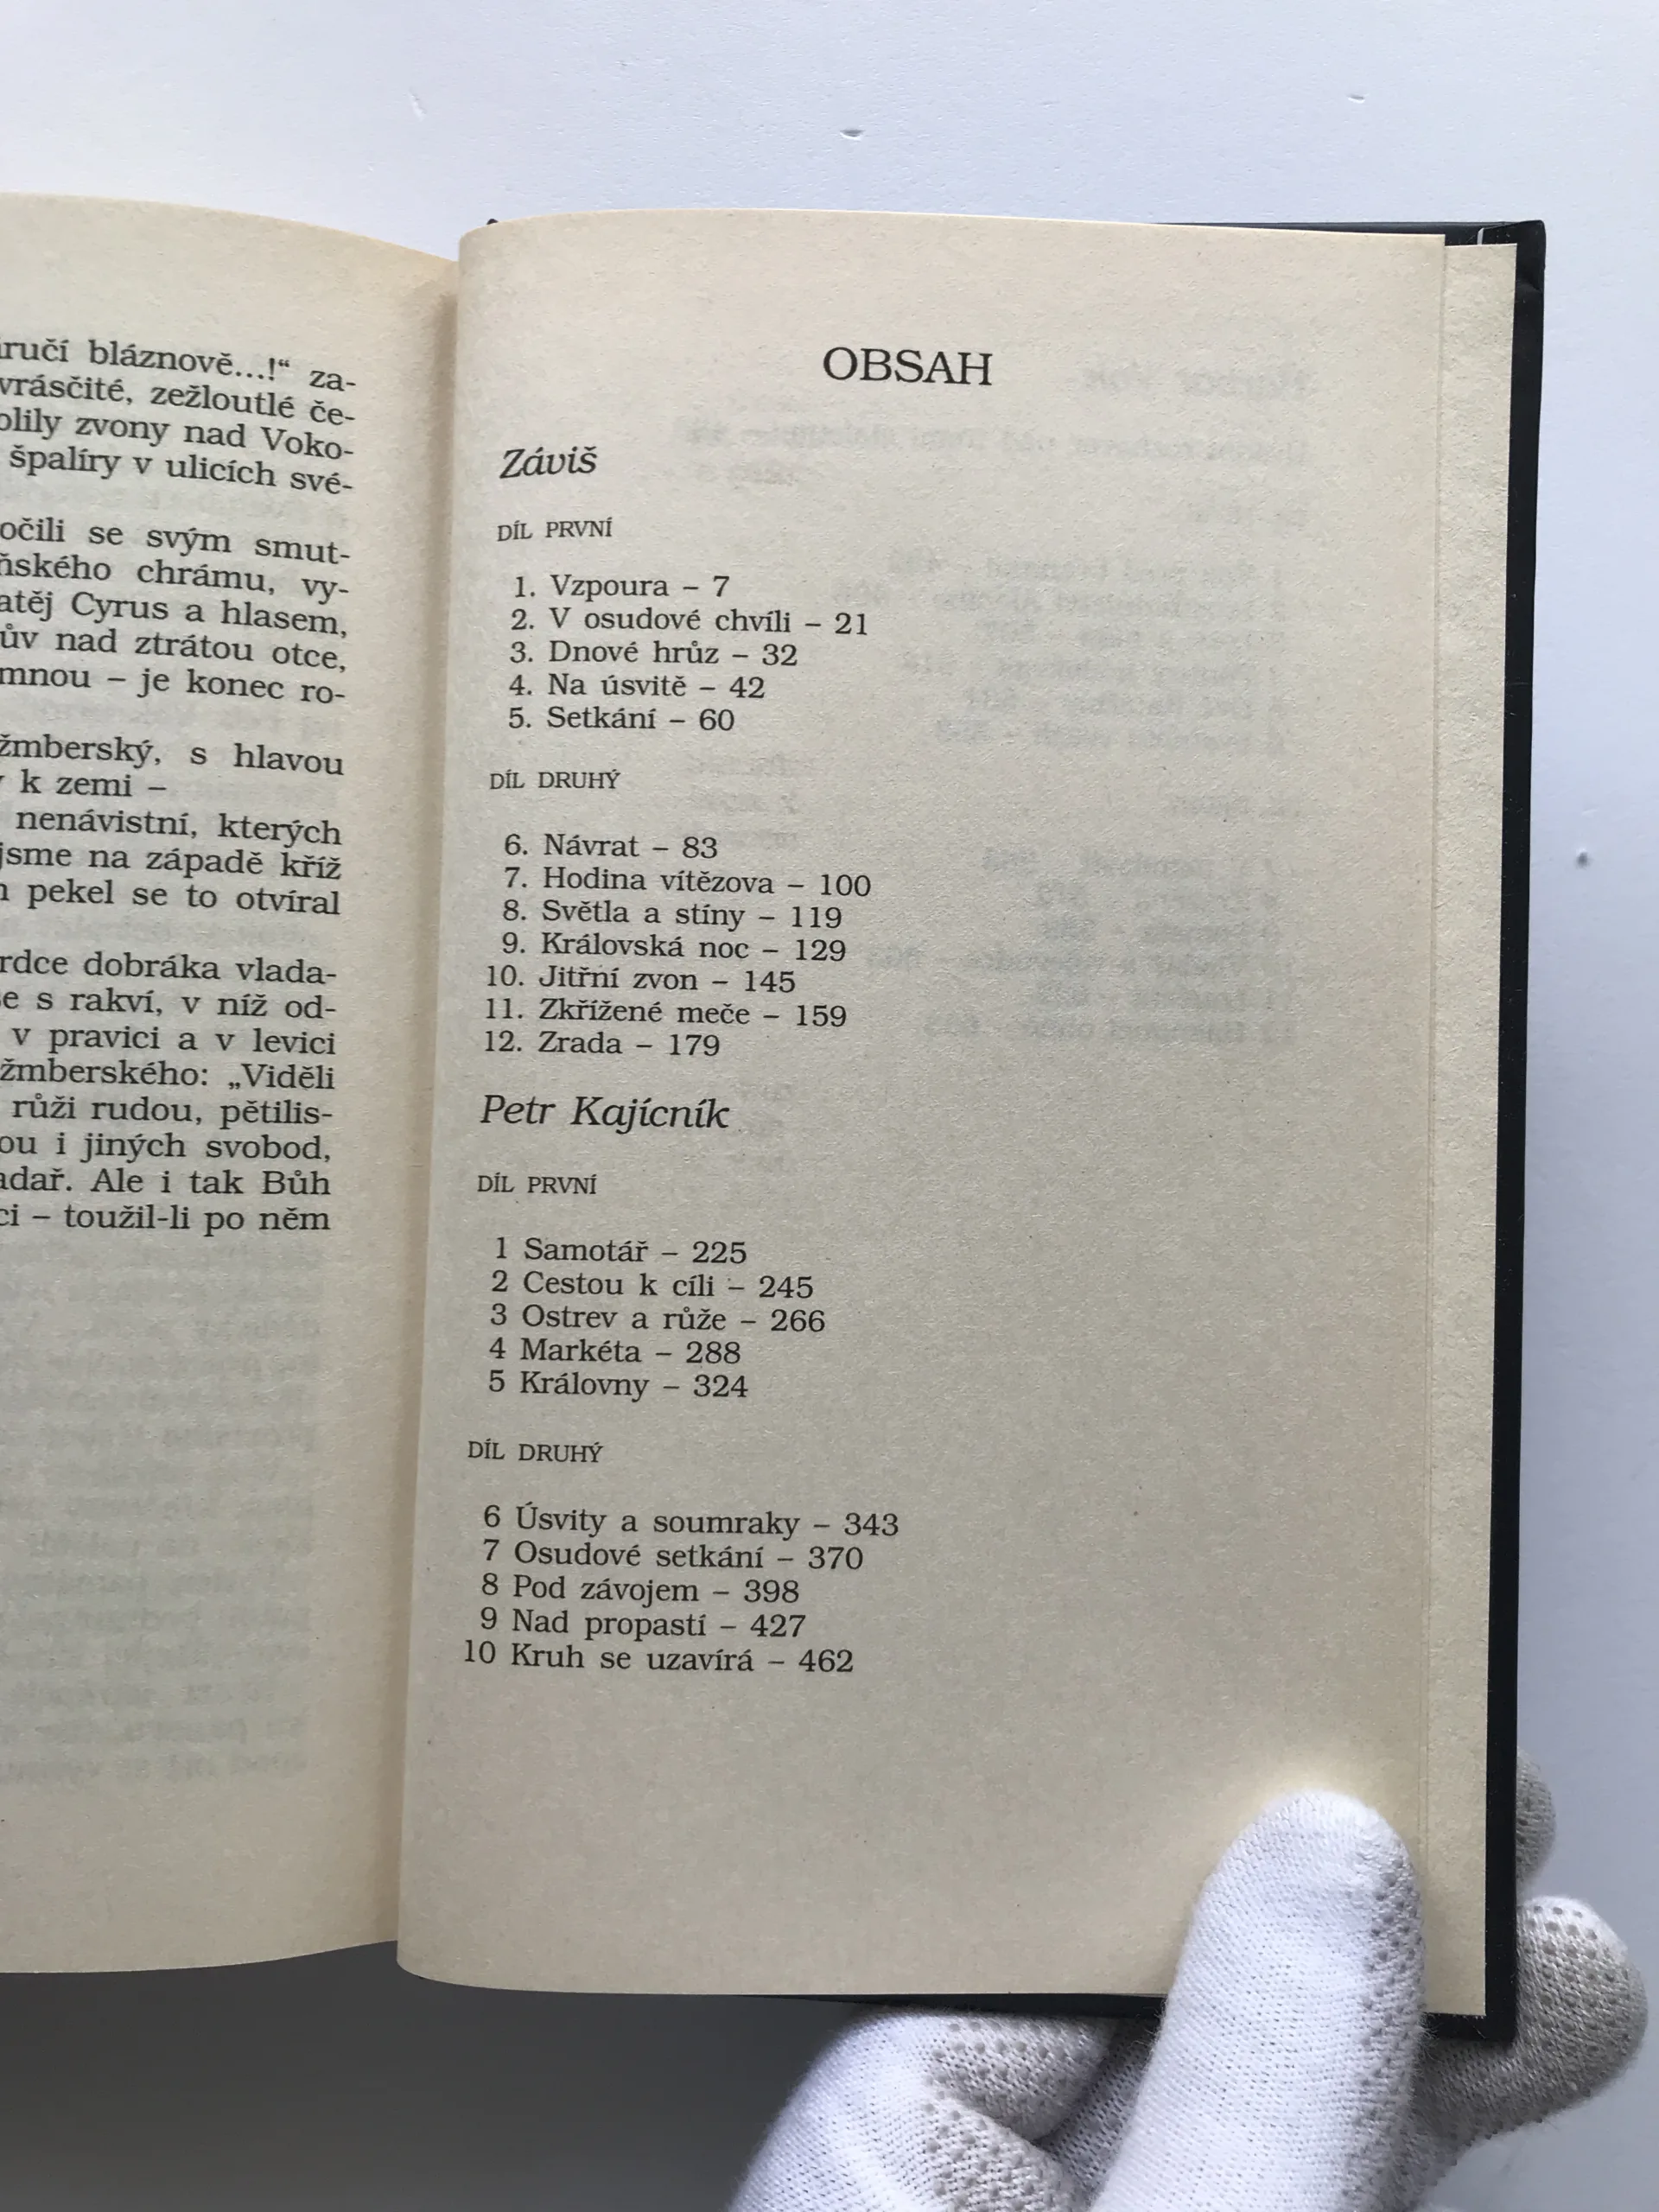 ručí bláznově...!“ za-
vrásčité, zežloutlé če-
olily zvony nad Voko-
špalíry v ulicích své-
očili se svým smut-
ňského chrámu, vy-
atěj Cyrus a hlasem,
ův nad ztrátou otce,
mnou – je konec ro-
žmberský, s hlavou
k zemi –
nenávistní, kterých
jsme na západě kříž
pekel se to otvíral
rdce dobráka vlada-
se s rakví, v níž od-
v pravici a v levici
žmberského: „Viděli
růži rudou, pětilis-
ou i jiných svobod,
adař. Ale i tak Bůh
ci – toužil-li po něm
OBSAH
Záviš
DÍL PRVNÍ
1. Vzpoura – 7
2. V osudové chvíli – 21
3. Dnové hrůz – 32
4. Na úsvitě – 42
5. Setkání – 60
DÍL DRUHÝ
6. Návrat – 83
7. Hodina vítězova – 100
8. Světla a stíny – 119
9. Královská noc – 129
10. Jitřní zvon – 145
11. Zkřížené meče – 159
12. Zrada – 179
Petr Kajícník
DÍL PRVNÍ
1 Samotář – 225
2 Cestou k cíli – 245
3 Ostrev a růže – 266
4 Markéta – 288
5 Královny – 324
DÍL DRUHÝ
6 Úsvity a soumraky – 343
7 Osudové setkání – 370
8 Pod závojem – 398
9 Nad propastí – 427
10 Kruh se uzavírá – 462